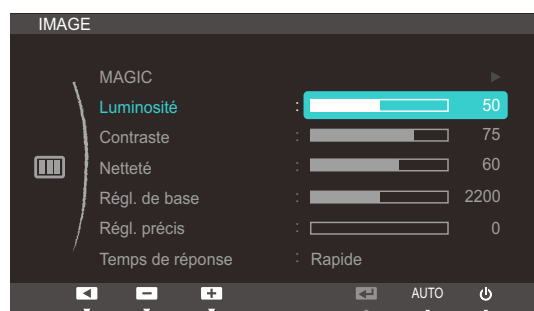 IMAGE
MAGIC
Luminosité : 50
Contraste : 75
Netteté : 60
Régl. de base : 2200
Régl. précis : 0
Temps de réponse : Rapide
AUTO